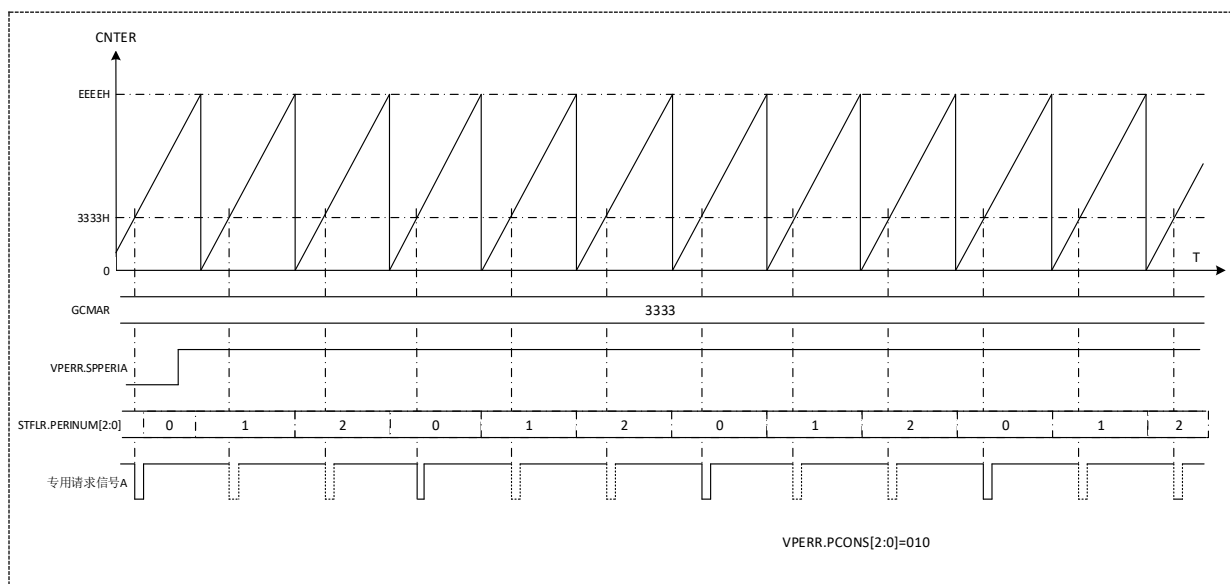 CNTER
EEEEH
3333H
0
T
GCMAR
3333
VPERR.SPPERIA
STFLR.PERINUM[2:0]
0 1 2 0 1 2 0 1 2 0 1 2
专用请求信号A
VPERR.PCONS[2:0]=010